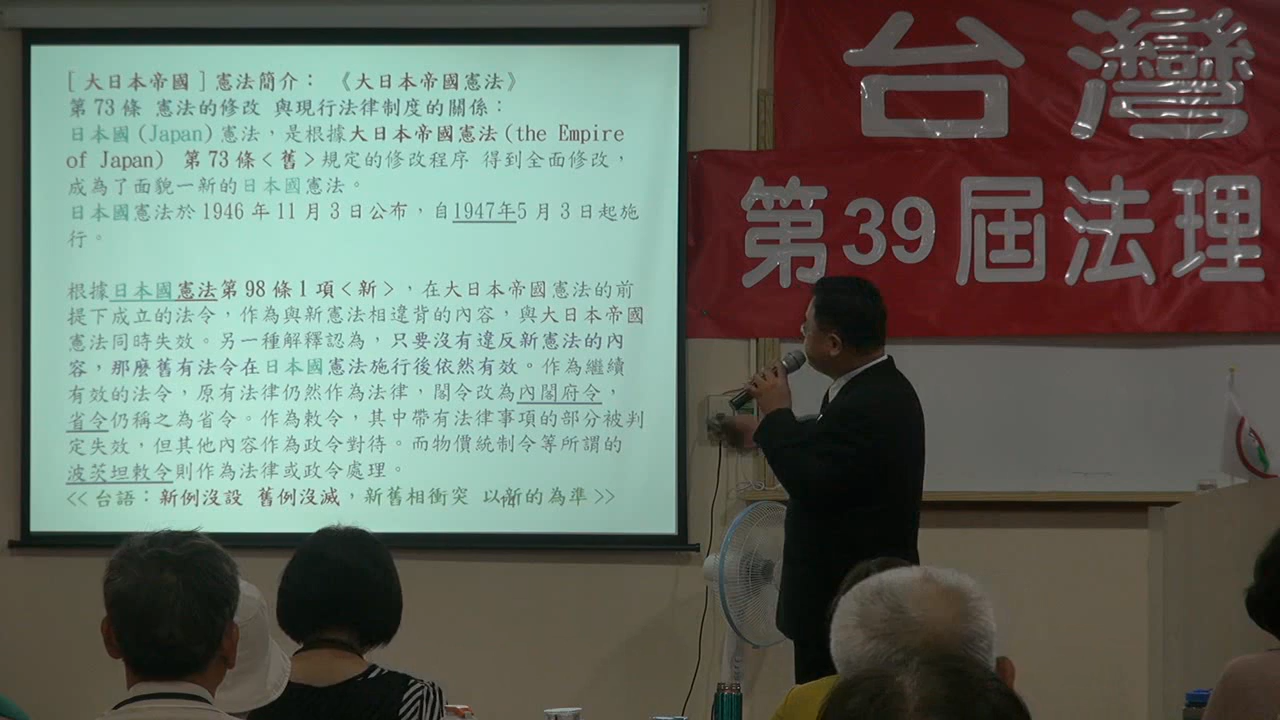 [ 大日本帝國 ] 憲法簡介： 《大日本帝國憲法》
第 73 條 憲法的修改 與現行法律制度的關係：
日本國(Japan)憲法，是根據大日本帝國憲法(the Empire
of Japan) 第 73 條＜舊＞規定的修改程序 得到全面修改，
成為了面貌一新的日本國憲法。
日本國憲法於 1946 年 11 月 3 日公布，自1947年5 月 3 日起施
行。
根據日本國憲法第 98 條 1 項＜新＞，在大日本帝國憲法的前
提下成立的法令，作為與新憲法相違背的內容，與大日本帝國
憲法同時失效。另一種解釋認為，只要沒有違反新憲法的內
容，那麼舊有法令在日本國憲法施行後依然有效。作為繼續
有效的法令，原有法律仍然作為法律，閣令改為內閣府令，
省令仍稱之為省令。作為敕令，其中帶有法律事項的部分被判
定失效，但其他內容作為政令對待。而物價統制令等所謂的
波茨坦敕令則作為法律或政令處理。
<< 台語：新例沒設 舊例沒滅，新舊相衝突 以新的為準 >>
台灣
第39屆法理